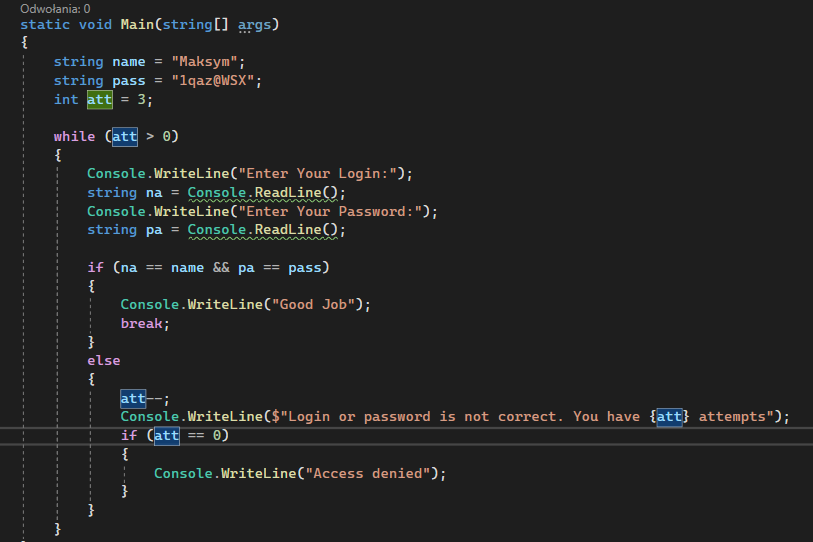 Odwołania: 0
static void Main(string[] args)
{
string name = "Maksym";
string pass = "1qaz@WSX";
int att = 3;
while (att > 0)
{
Console.WriteLine("Enter Your Login:");
string na = Console.ReadLine();
Console.WriteLine("Enter Your Password:");
string pa = Console.ReadLine();
if (na == name && pa == pass)
{
Console.WriteLine("Good Job");
break;
}
else
{
att--;
Console.WriteLine($"Login or password is not correct. You have {att} attempts");
if (att == 0)
{
Console.WriteLine("Access denied");
}
}
}